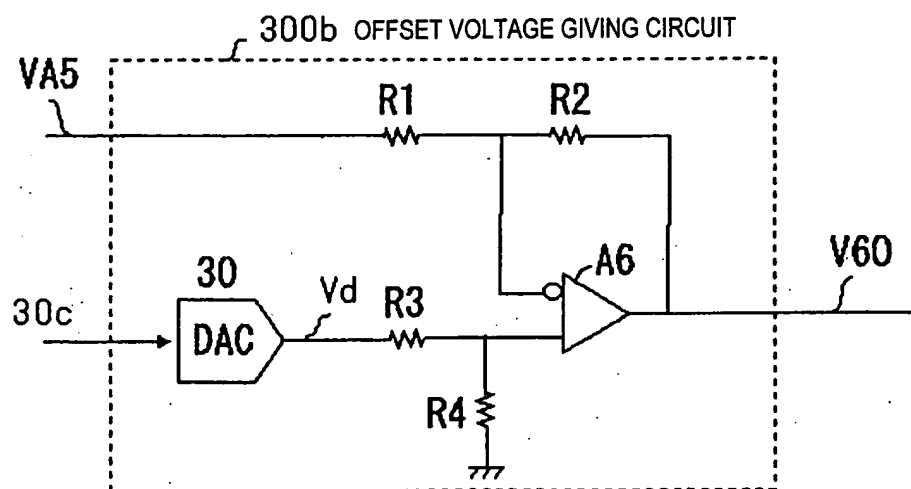 300b OFFSET VOLTAGE GIVING CIRCUIT
VA5
R1
R2
A6
V60
30
Vd
R3
30c
DAC
R4